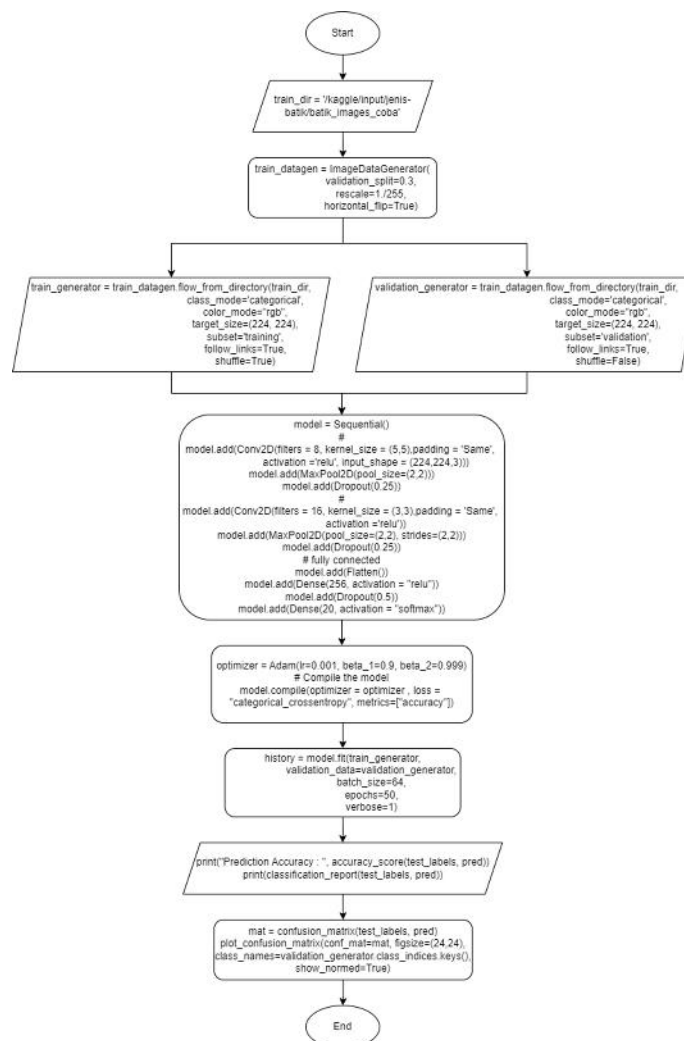 Start
train_dir = '/kaggle/input/jenis-
batik/batik_images_coba'
train_datagen = ImageDataGenerator(
validation_split=0.3,
rescale=1./255,
horizontal_flip=True)
train_generator = train_datagen.flow_from_directory(train_dir,
class_mode='categorical',
color_mode="rgb",
target_size=(224, 224),
subset='training',
follow_links=True,
shuffle=True)
validation_generator = train_datagen.flow_from_directory(train_dir,
class_mode='categorical',
color_mode="rgb",
target_size=(224, 224),
subset='validation',
follow_links=True,
shuffle=False)
model = Sequential()
#
model.add(Conv2D(filters = 8, kernel_size = (5,5),padding = 'Same',
activation ='relu', input_shape = (224,224,3)))
model.add(MaxPool2D(pool_size=(2,2)))
model.add(Dropout(0.25))
#
model.add(Conv2D(filters = 16, kernel_size = (3,3),padding = 'Same',
activation ='relu'))
model.add(MaxPool2D(pool_size=(2,2), strides=(2,2)))
model.add(Dropout(0.25))
# fully connected
model.add(Flatten())
model.add(Dense(256, activation = "relu"))
model.add(Dropout(0.5))
model.add(Dense(20, activation = "softmax"))
optimizer = Adam(lr=0.001, beta_1=0.9, beta_2=0.999)
# Compile the model
model.compile(optimizer = optimizer , loss =
"categorical_crossentropy", metrics=["accuracy"])
history = model.fit(train_generator,
validation_data=validation_generator,
batch_size=64,
epochs=50,
verbose=1)
print("Prediction Accuracy : ", accuracy_score(test_labels, pred))
print(classification_report(test_labels, pred))
mat = confusion_matrix(test_labels, pred)
plot_confusion_matrix(conf_mat=mat, figsize=(24,24),
class_names=validation_generator.class_indices.keys(),
show_normed=True)
End